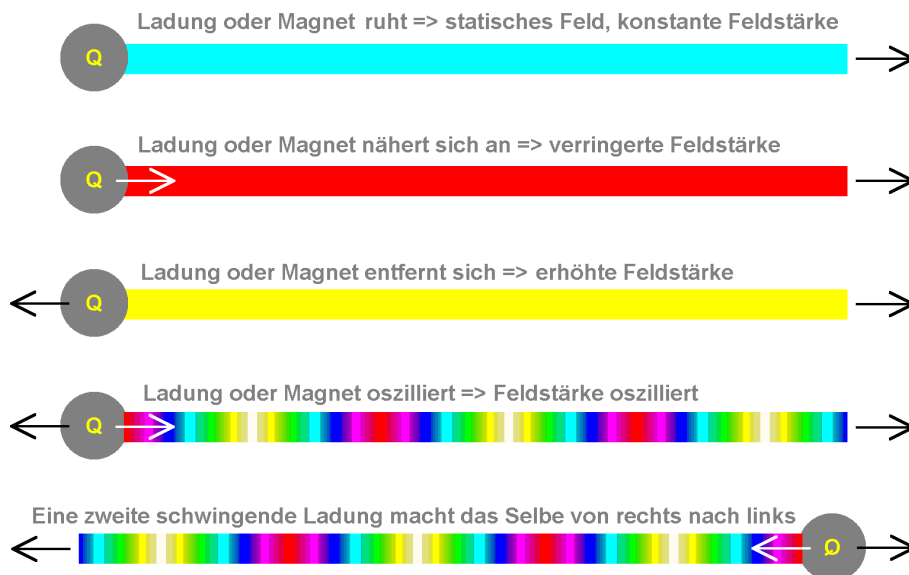 Ladung oder Magnet ruht => statisches Feld, konstante Feldstärke
Q
Ladung oder Magnet nähert sich an => verringerte Feldstärke
Q
Ladung oder Magnet entfernt sich => erhöhte Feldstärke
Q
Ladung oder Magnet oszilliert => Feldstärke oszilliert
Q
Eine zweite schwingende Ladung macht das Selbe von rechts nach links
Q